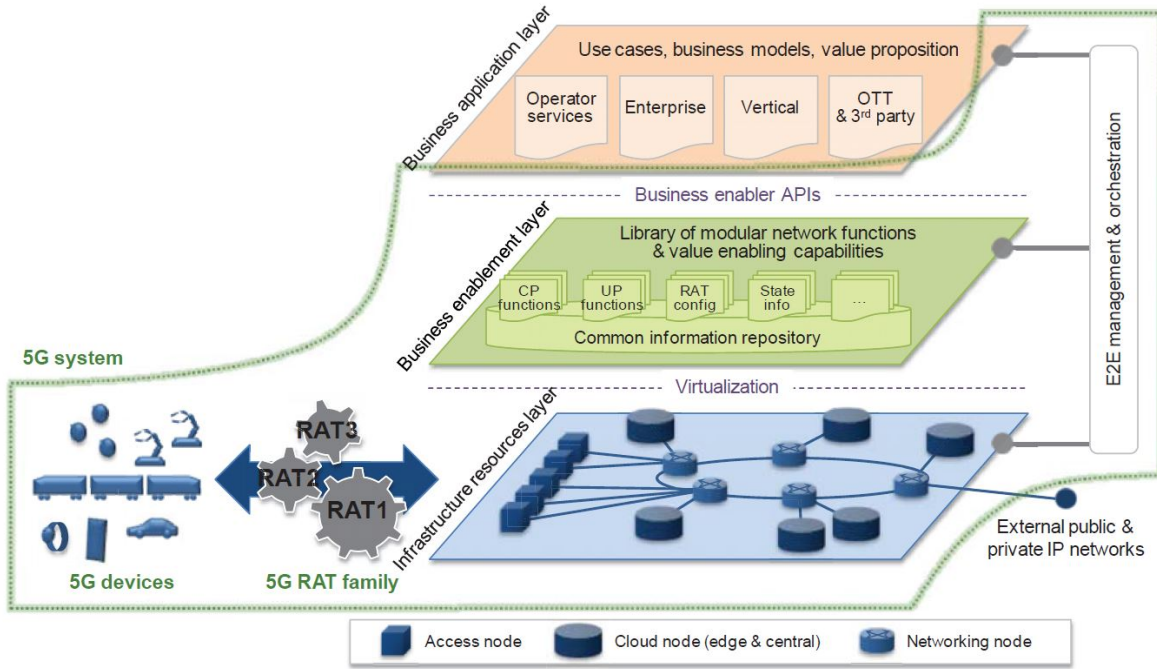 Business application layer
Use cases, business models, value proposition
Operator
services
Enterprise
Vertical
OTT
& 3rd party
Business enabler APIs
Business enablement layer
Library of modular network functions
& value enabling capabilities
CP
functions
UP
functions
RAT
config
State
info
...
Common information repository
E2E management & orchestration
5G system
Virtualization
Infrastructure resources layer
RAT3
RAT2
RAT1
5G devices
5G RAT family
External public &
private IP networks
Access node
Cloud node (edge & central)
Networking node